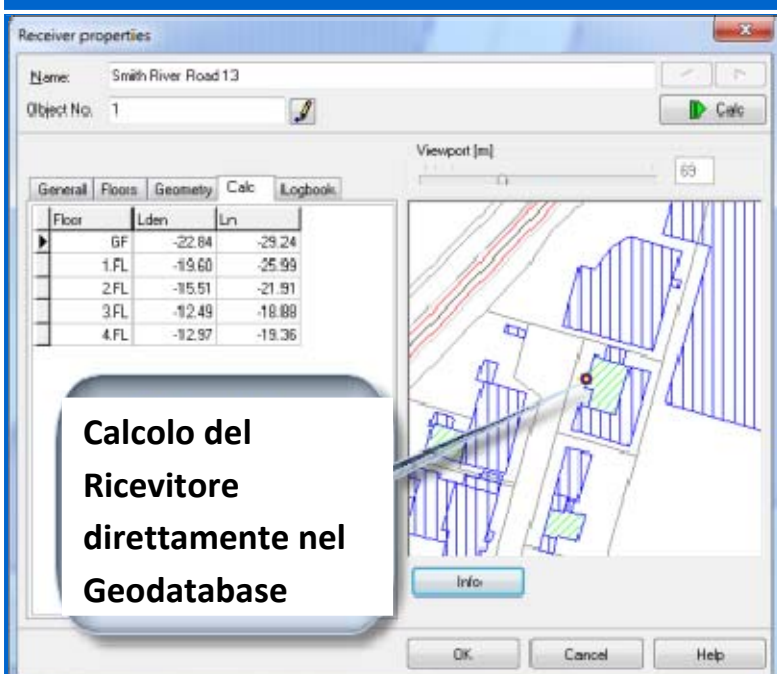 Receiver properties
Name: Smith River Road 13
Object No. 1
Calc
Viewport [m]
69
General Floors Geometry Calc Logbook
Floor Lden Ln
GF -22.84 -29.24
1.FL -19.60 -25.99
2.FL -15.51 -21.91
3.FL -12.49 -18.88
4.FL -12.97 -19.36
Calcolo del
Ricevitore
direttamente nel
Geodatabase
Info
OK Cancel Help